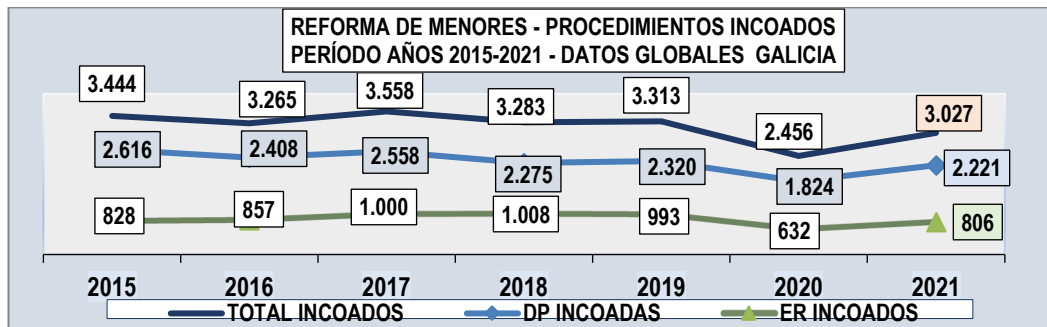 REFORMA DE MENORES - PROCEDIMIENTOS INCOADOS
PERÍODO AÑOS 2015-2021 - DATOS GLOBALES GALICIA
3.444 3.265 3.558 3.283 3.313 2.456 3.027
2.616 2.408 2.558 2.275 2.320 1.824 2.221
828 857 1.000 1.008 993 632 806
2015 2016 2017 2018 2019 2020 2021
TOTAL INCOADOS DP INCOADAS ER INCOADOS